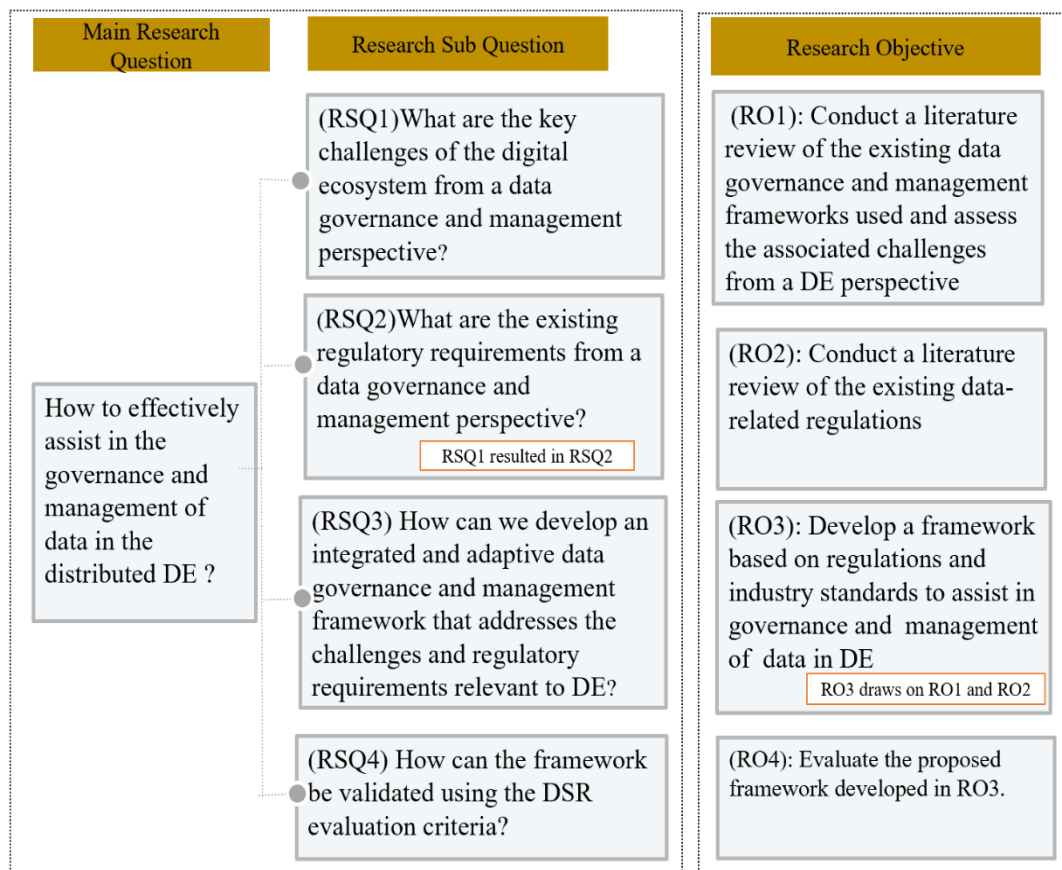 Main Research
Question
Research Sub Question
Research Objective
How to effectively
assist in the
governance and
management of
data in the
distributed DE ?
(RSQ1)What are the key
challenges of the digital
ecosystem from a data
governance and management
perspective?
(RSQ2)What are the existing
regulatory requirements from a
data governance and
management perspective?
RSQ1 resulted in RSQ2
(RSQ3) How can we develop an
integrated and adaptive data
governance and management
framework that addresses the
challenges and regulatory
requirements relevant to DE?
(RSQ4) How can the framework
be validated using the DSR
evaluation criteria?
(RO1): Conduct a literature
review of the existing data
governance and management
frameworks used and assess
the associated challenges
from a DE perspective
(RO2): Conduct a literature
review of the existing data-
related regulations
(RO3): Develop a framework
based on regulations and
industry standards to assist in
governance and management
of data in DE
RO3 draws on RO1 and RO2
(RO4): Evaluate the proposed
framework developed in RO3.